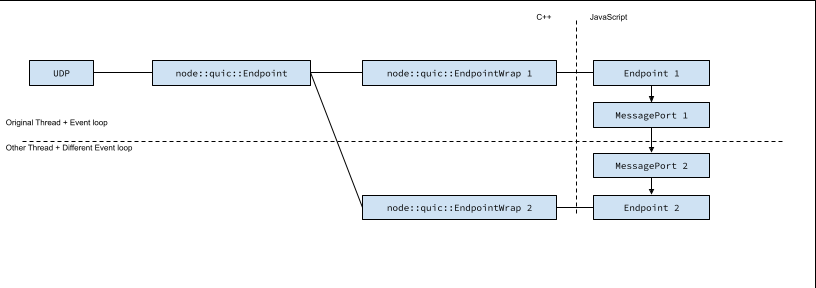 C++
JavaScript
UDP
node::quic::Endpoint
node::quic::EndpointWrap 1
Endpoint 1
MessagePort 1
Original Thread + Event loop
Other Thread + Different Event loop
MessagePort 2
node::quic::EndpointWrap 2
Endpoint 2